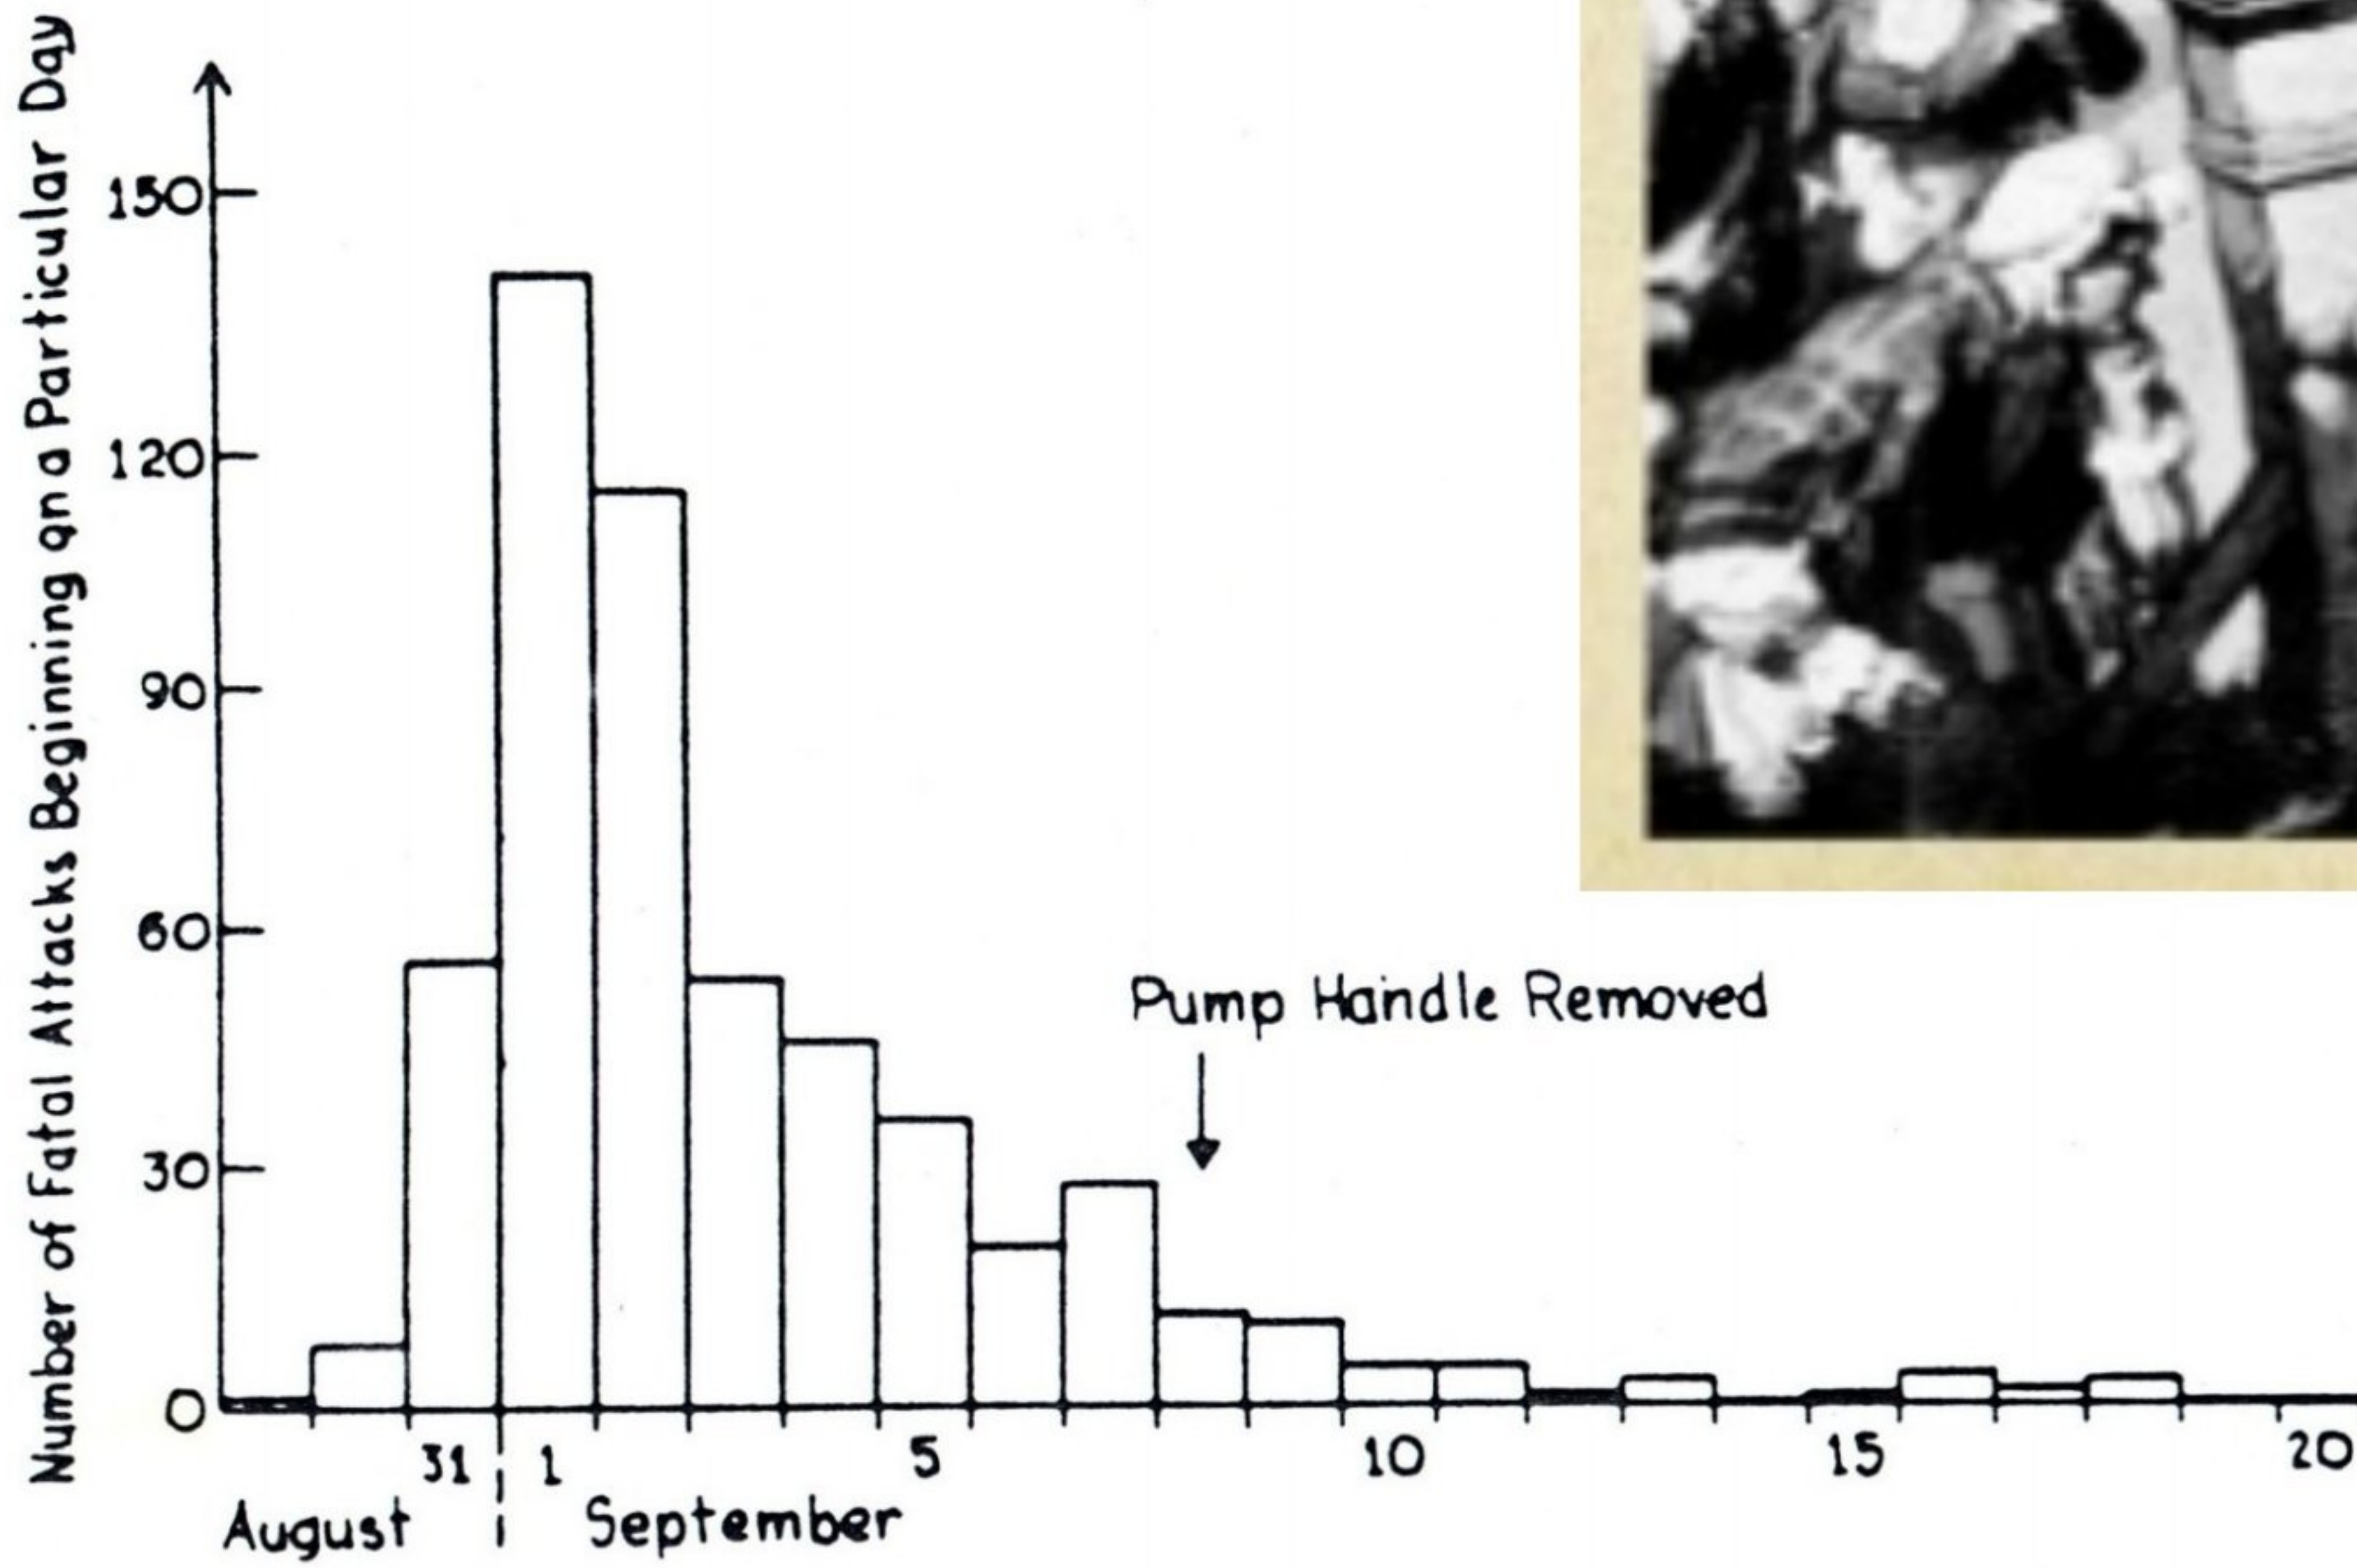 Number of Fatal Attacks Beginning on a Particular Day
150
120
90
60
30
0
Pump Handle Removed
31 1 5 10 15 20
August September